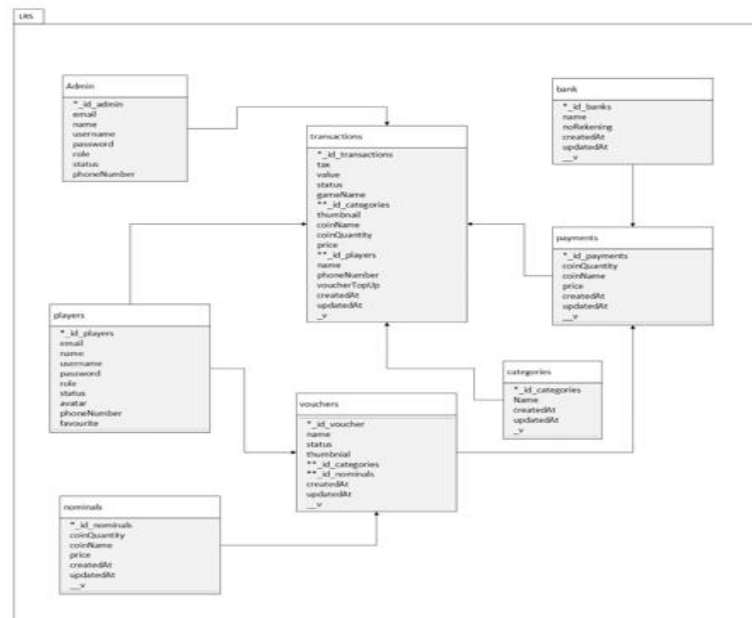 LRS
Admin
*_id_admin
email
name
username
password
role
status
phoneNumber
transactions
*_id_transactions
tax
value
status
gameName
**_id_categories
thumbnail
coinName
coinQuantity
price
**_id_players
name
phoneNumber
voucherTopUp
createdAt
updatedAt
_v
bank
*_id_banks
name
noRekening
createdAt
updatedAt
__v
payments
*_id_payments
coinQuantity
coinName
price
createdAt
updatedAt
__v
players
*_id_players
email
name
username
password
role
status
avatar
phoneNumber
favourite
categories
*_id_categories
Name
createdAt
updatedAt
_v
vouchers
*_id_voucher
name
status
thumbnial
**_id_categories
**_id_nominals
createdAt
updatedAt
__v
nominals
*_id_nominals
coinQuantity
coinName
price
createdAt
updatedAt
__v